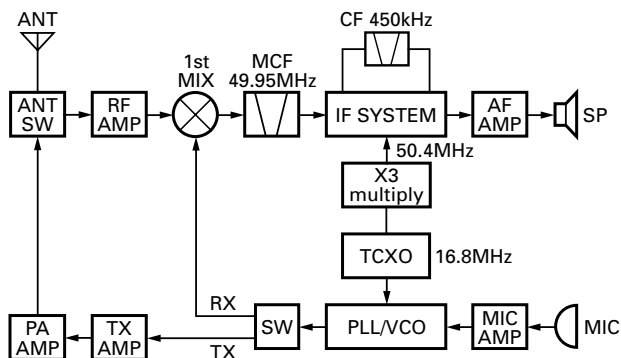 ANT
CF 450kHz
1st
MIX
MCF
49.95MHz
ANT
SW
RF
AMP
IF SYSTEM
AF
AMP
SP
50.4MHz
X3
multiply
TCXO
16.8MHz
RX
PA
AMP
TX
AMP
TX
SW
PLL/VCO
MIC
AMP
MIC